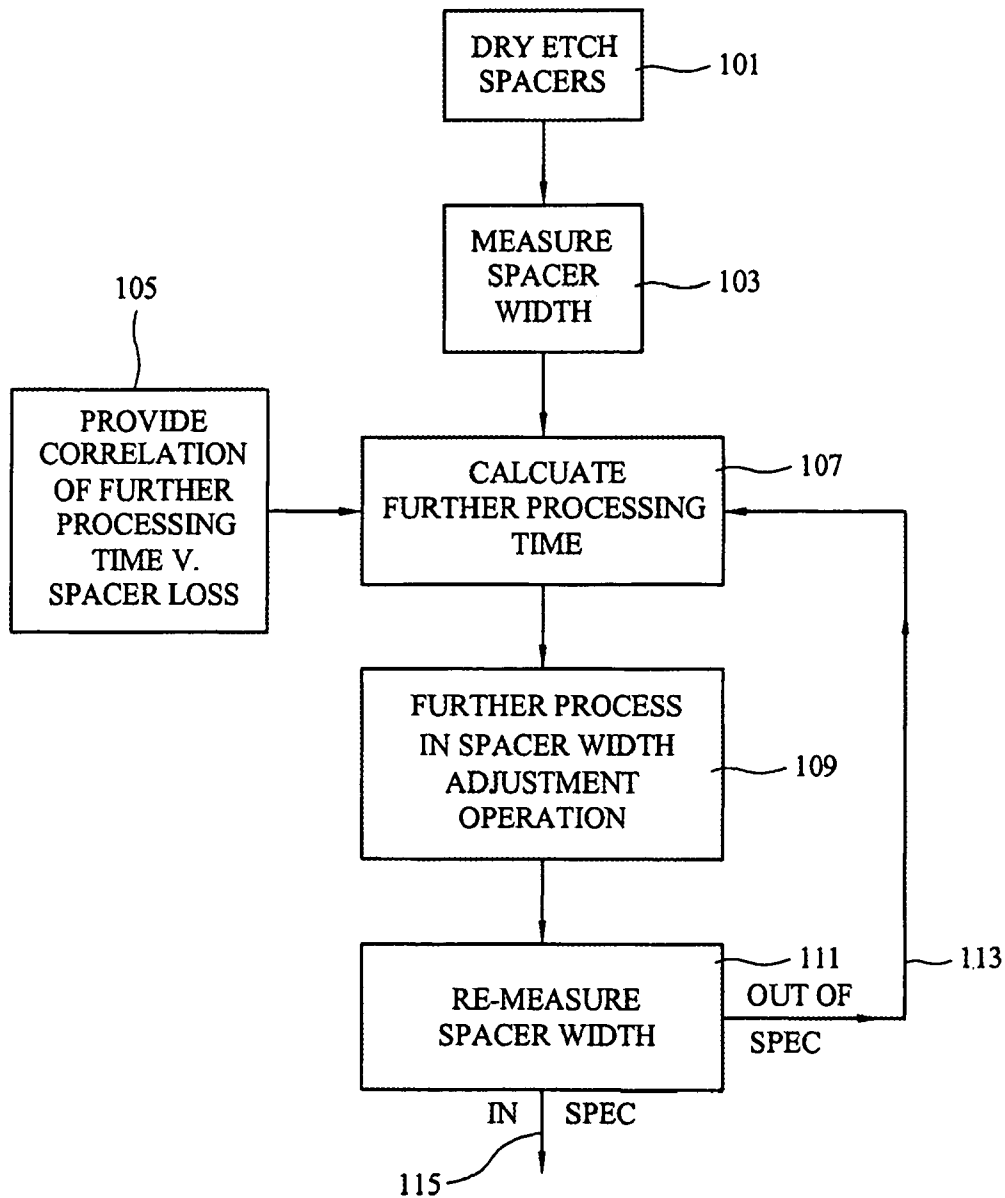 DRY ETCH
SPACERS
101
MEASURE
SPACER
WIDTH
103
105
PROVIDE
CORRELATION
OF FURTHER
PROCESSING
TIME V.
SPACER LOSS
CALCUATE
FURTHER PROCESSING
TIME
107
FURTHER PROCESS
IN SPACER WIDTH
ADJUSTMENT
OPERATION
109
RE-MEASURE
SPACER WIDTH
111
OUT OF
SPEC
113
IN SPEC
115